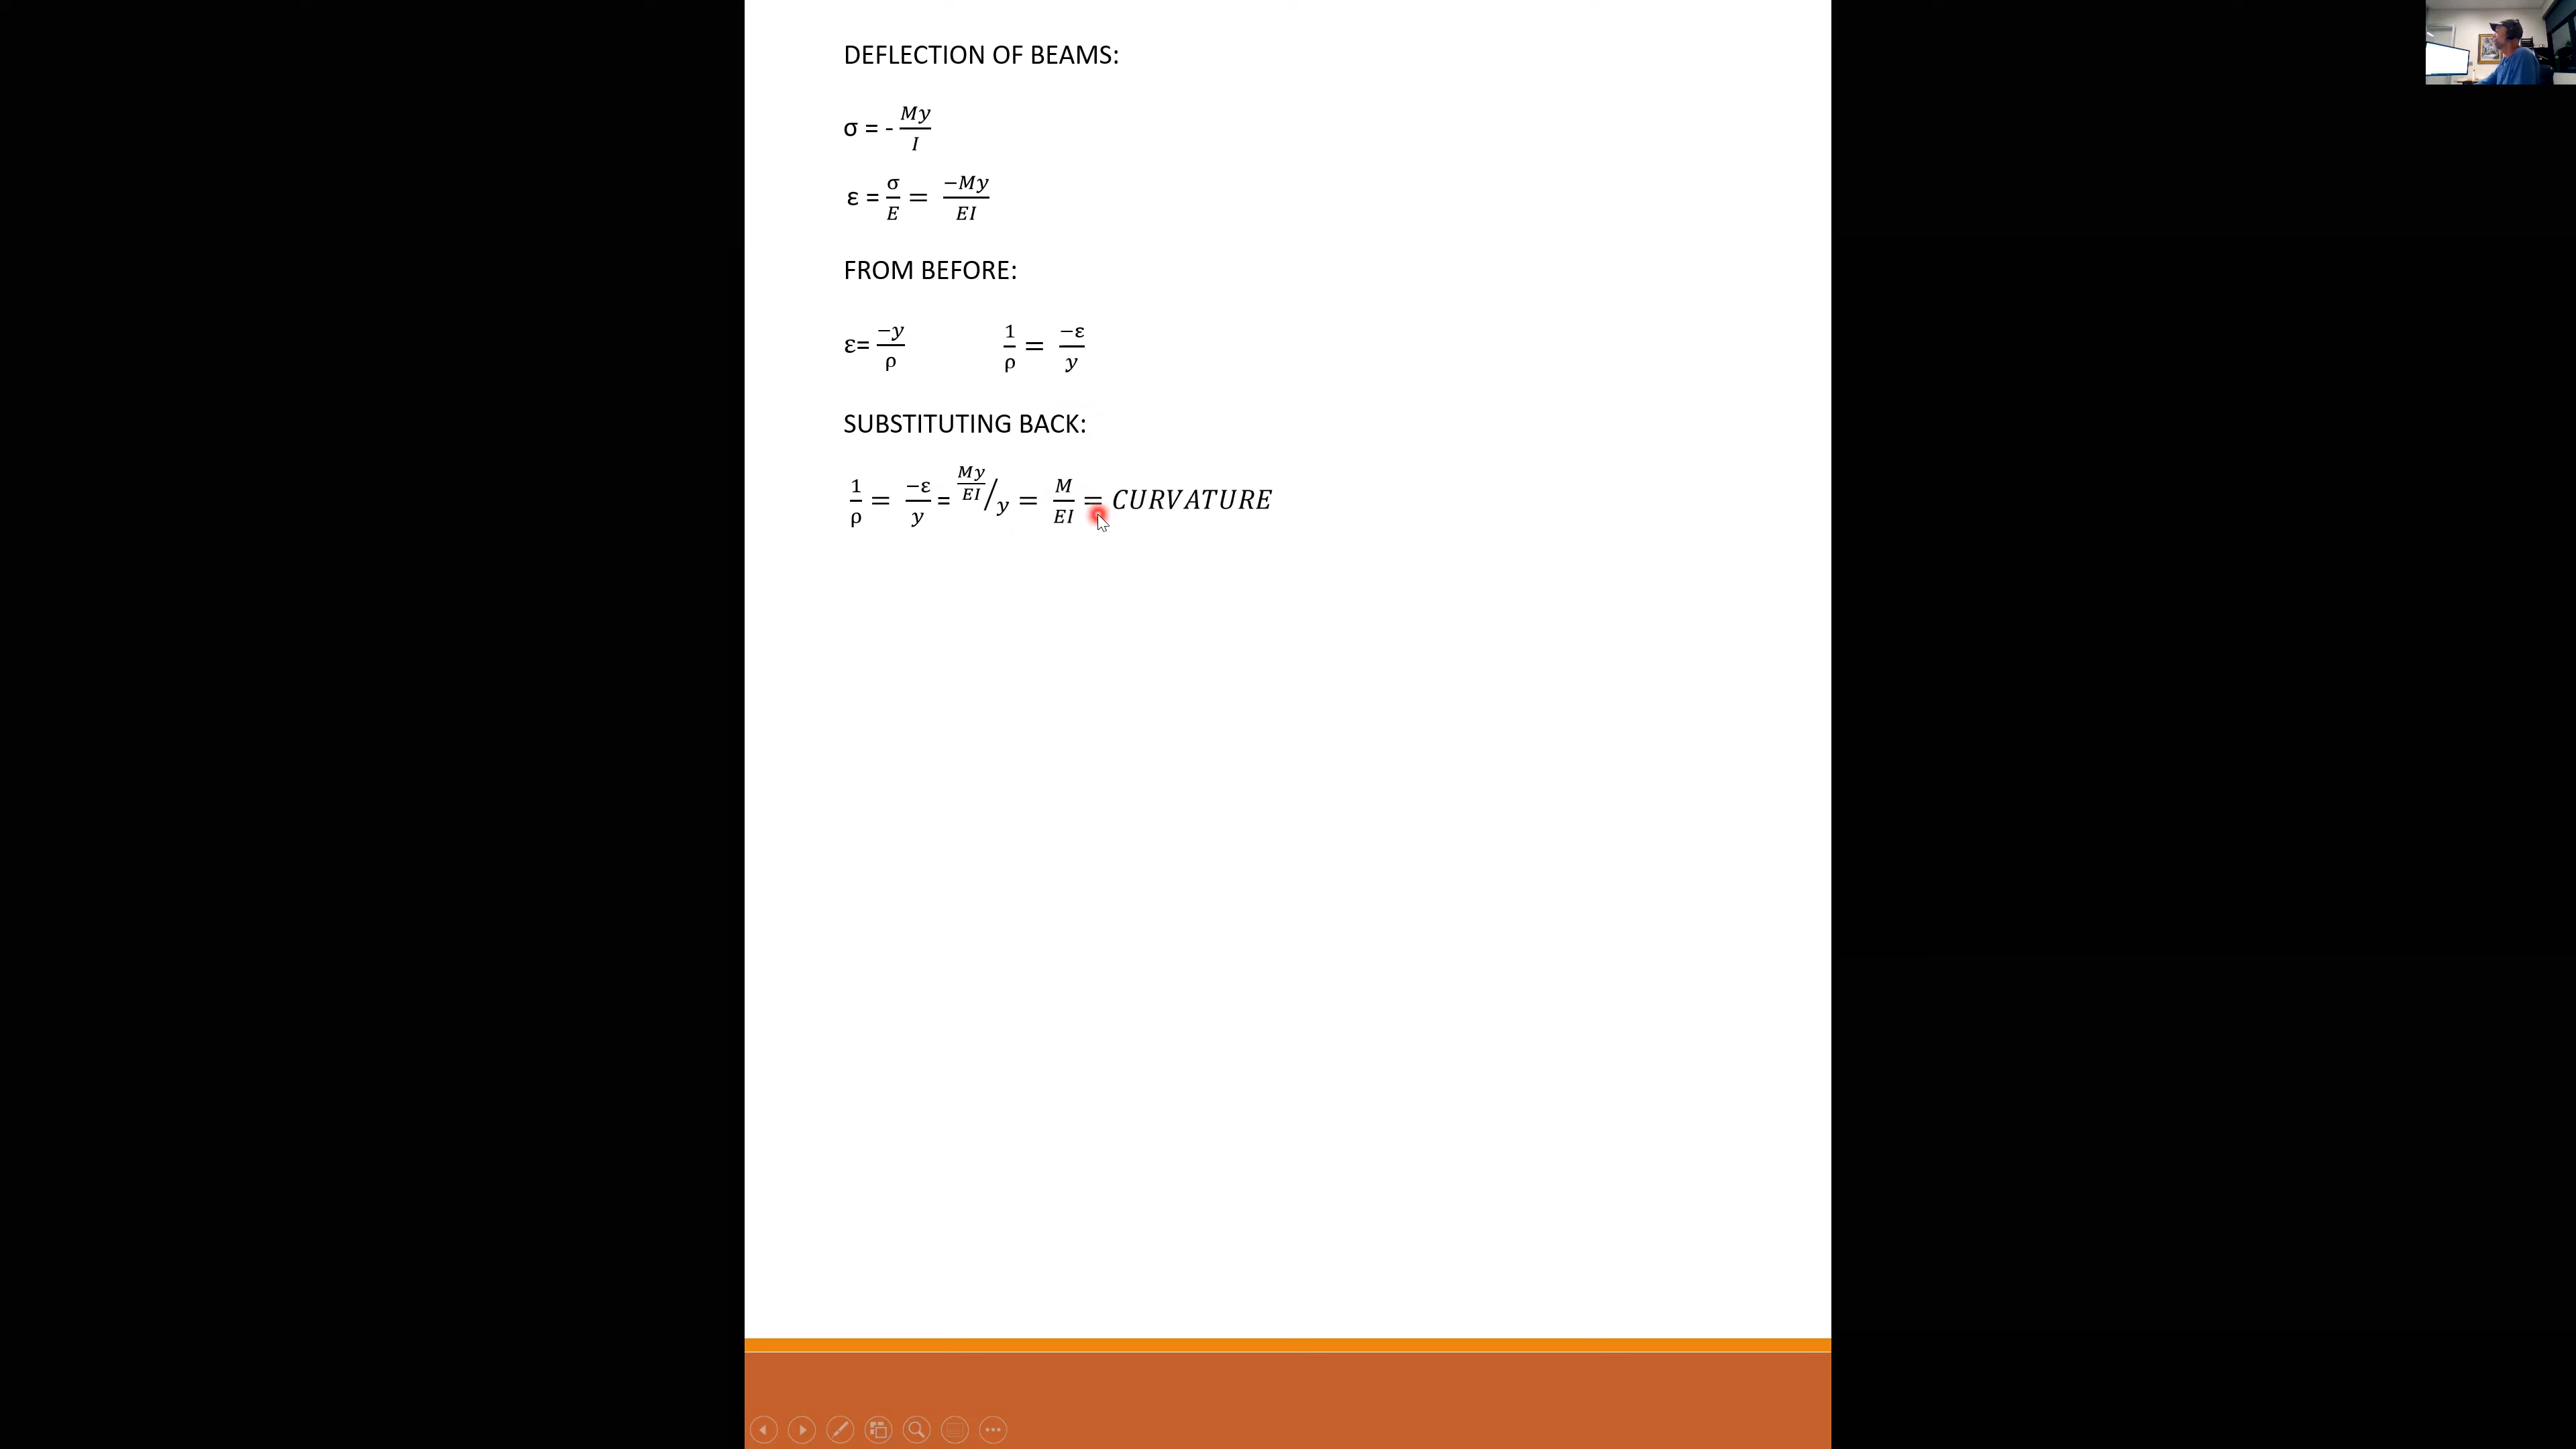 DEFLECTION OF BEAMS:
σ = - My/I
ε = σ/E = −My/EI
FROM BEFORE:
ε= −y/ρ 1/ρ = −ε/y
SUBSTITUTING BACK:
1/ρ = −ε/y = My/EI/y = M/EI = CURVATURE